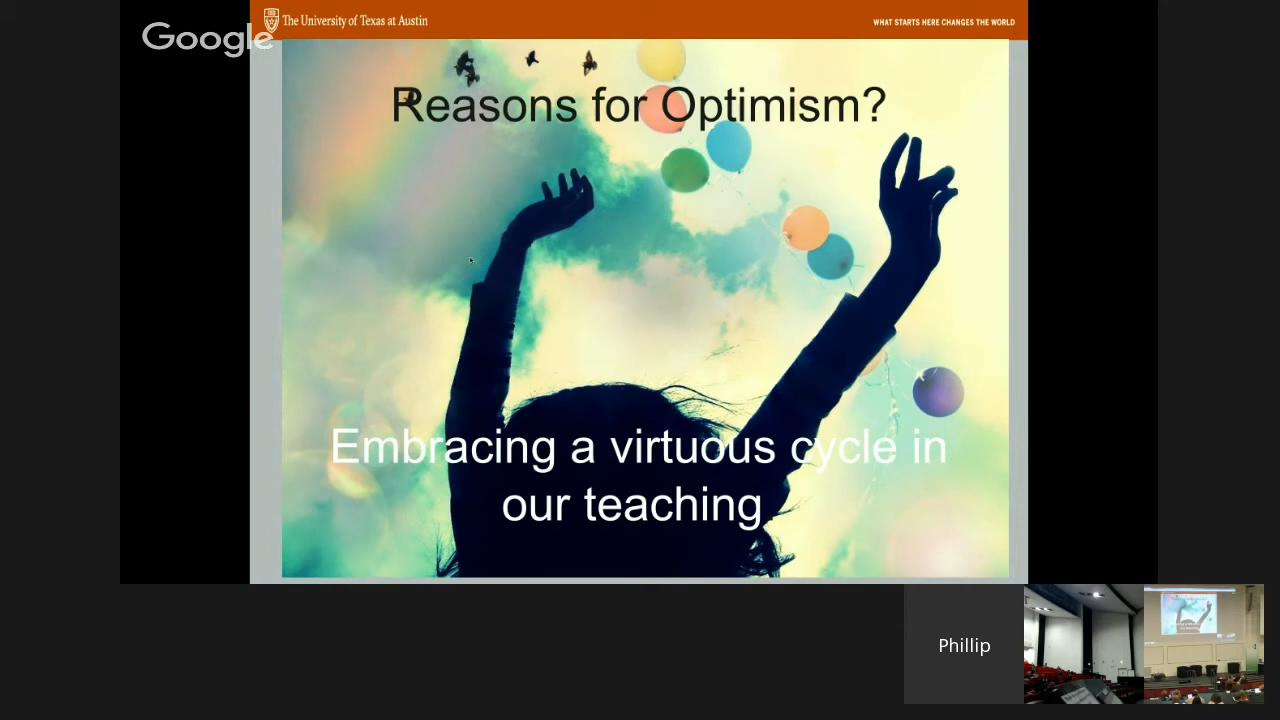 The University of Texas at Austin
WHAT STARTS HERE CHANGES THE WORLD
Google
Reasons for Optimism?
Embracing a virtuous cycle in
our teaching
Phillip